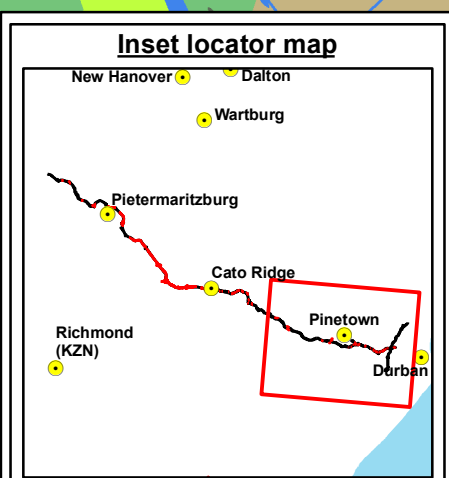 Inset locator map
New Hanover
Dalton
Wartburg
Pietermaritzburg
Cato Ridge
Richmond
(KZN)
Pinetown
Durban